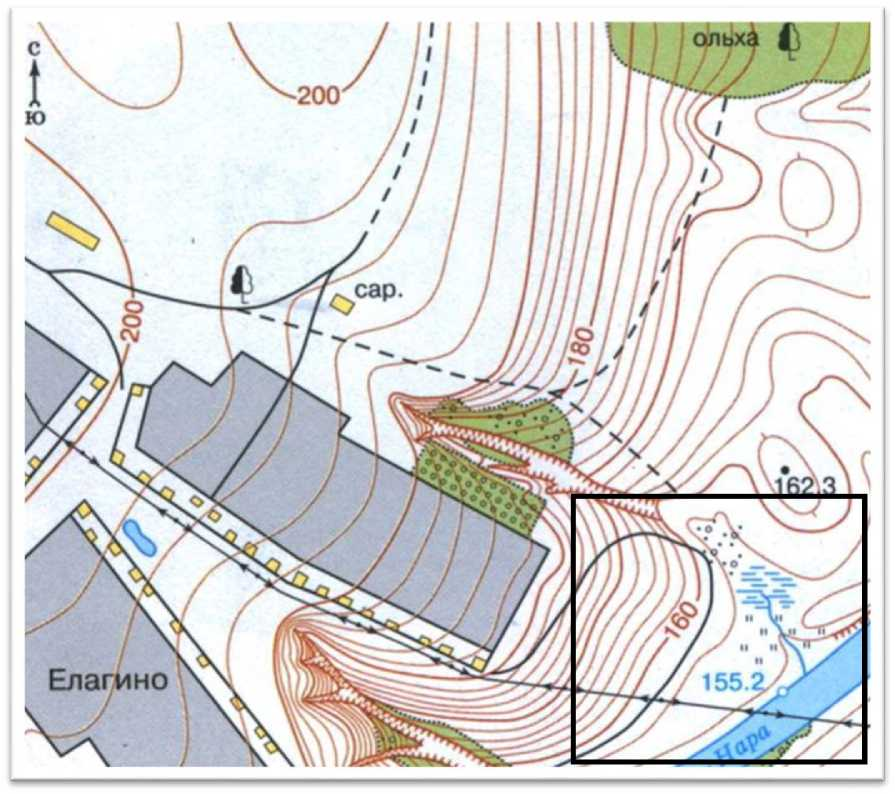 ольха
с
ю
200
сар.
200
180
162.3
160
155.2
Елагино
Нара